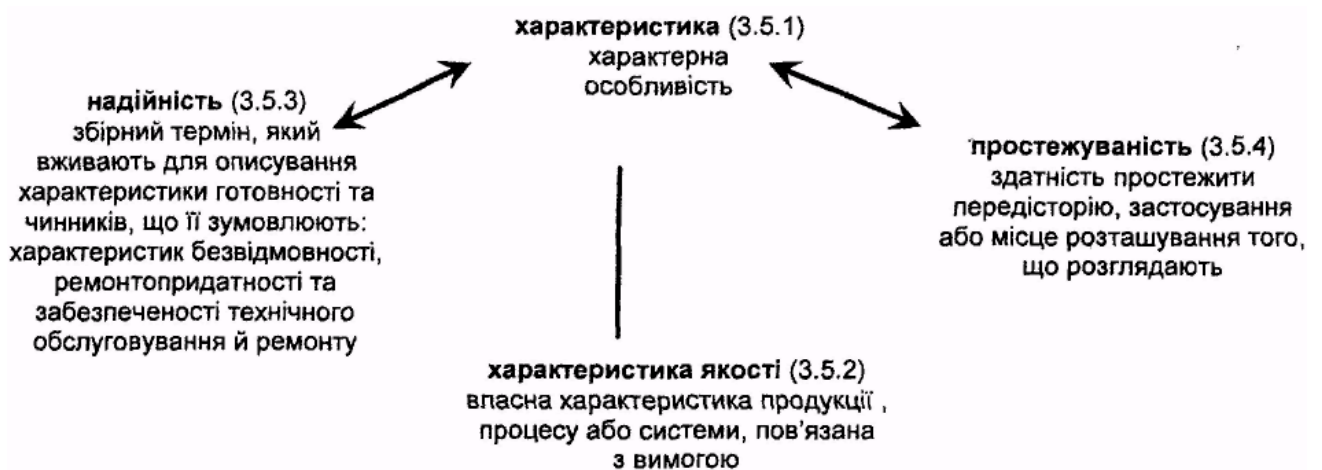 характеристика (3.5.1)
характерна
особливість
надійність (3.5.3)
збірний термін, який
вживають для описування
характеристики готовності та
чинників, що її зумовлюють:
характеристик безвідмовності,
ремонтопридатності та
забезпеченості технічного
обслуговування й ремонту
простежуваність (3.5.4)
здатність простежити
передісторію, застосування
або місце розташування того,
що розглядають
характеристика якості (3.5.2)
власна характеристика продукції ,
процесу або системи, пов’язана
з вимогою